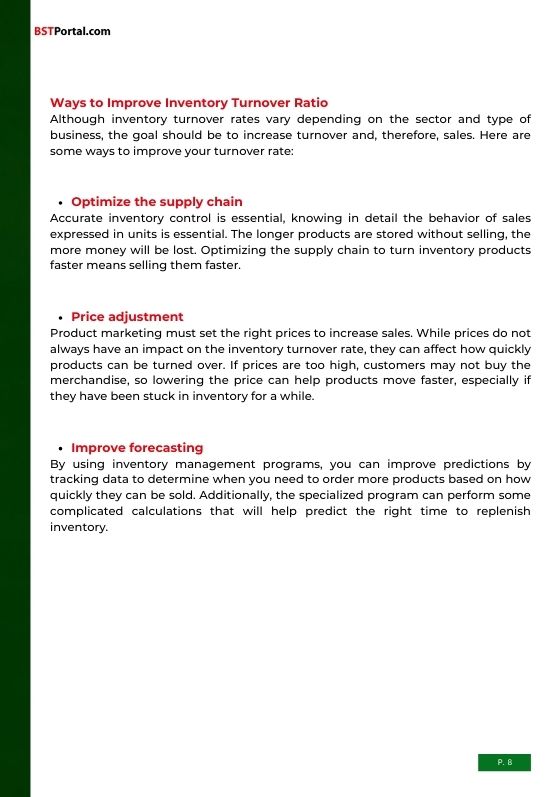 BSTPortal.com
Ways to Improve Inventory Turnover Ratio
Although inventory turnover rates vary depending on the sector and type of
business, the goal should be to increase turnover and, therefore, sales. Here are
some ways to improve your turnover rate:
• Optimize the supply chain
Accurate inventory control is essential, knowing in detail the behavior of sales
expressed in units is essential. The longer products are stored without selling, the
more money will be lost. Optimizing the supply chain to turn inventory products
faster means selling them faster.
• Price adjustment
Product marketing must set the right prices to increase sales. While prices do not
always have an impact on the inventory turnover rate, they can affect how quickly
products can be turned over. If prices are too high, customers may not buy the
merchandise, so lowering the price can help products move faster, especially if
they have been stuck in inventory for a while.
• Improve forecasting
By using inventory management programs, you can improve predictions by
tracking data to determine when you need to order more products based on how
quickly they can be sold. Additionally, the specialized program can perform some
complicated calculations that will help predict the right time to replenish
inventory.
P. 8